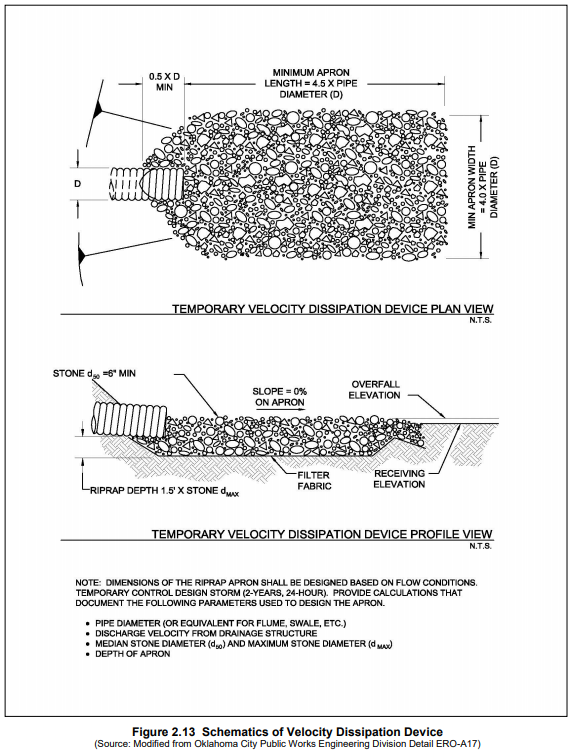 0.5 X D
MIN
MINIMUM APRON
LENGTH = 4.5 X PIPE
DIAMETER (D)
D
MIN APRON WIDTH
= 4.0 X PIPE
DIAMETER (D)
TEMPORARY VELOCITY DISSIPATION DEVICE PLAN VIEW
N.T.S.
STONE d50 =6" MIN
SLOPE = 0%
ON APRON
OVERFALL
ELEVATION
FILTER
FABRIC
RECEIVING
ELEVATION
RIPRAP DEPTH 1.5' X STONE dMAX
TEMPORARY VELOCITY DISSIPATION DEVICE PROFILE VIEW
N.T.S.
NOTE: DIMENSIONS OF THE RIPRAP APRON SHALL BE DESIGNED BASED ON FLOW CONDITIONS.
TEMPORARY CONTROL DESIGN STORM (2-YEARS, 24-HOUR). PROVIDE CALCULATIONS THAT
DOCUMENT THE FOLLOWING PARAMETERS USED TO DESIGN THE APRON.
• PIPE DIAMETER (OR EQUIVALENT FOR FLUME, SWALE, ETC.)
• DISCHARGE VELOCITY FROM DRAINAGE STRUCTURE
• MEDIAN STONE DIAMETER (d50) AND MAXIMUM STONE DIAMETER (d MAX)
• DEPTH OF APRON
Figure 2.13 Schematics of Velocity Dissipation Device
(Source: Modified from Oklahoma City Public Works Engineering Division Detail ERO-A17)